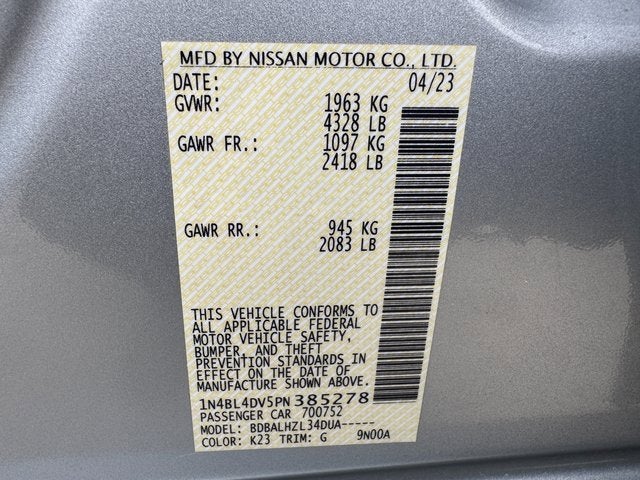 MFD BY NISSAN MOTOR CO., LTD.
DATE: 04/23
GVWR: 1963 KG
4328 LB
GAWR FR.: 1097 KG
2418 LB
GAWR RR.: 945 KG
2083 LB
THIS VEHICLE CONFORMS TO
ALL APPLICABLE FEDERAL
MOTOR VEHICLE SAFETY,
BUMPER, AND THEFT
PREVENTION STANDARDS IN
EFFECT ON THE DATE OF
MANUFACTURE SHOWN ABOVE.
1N4BL4DV5PN385278
PASSENGER CAR 700752
MODEL: BDBALHZL34DUA-----
COLOR: K23 TRIM: G 9N00A